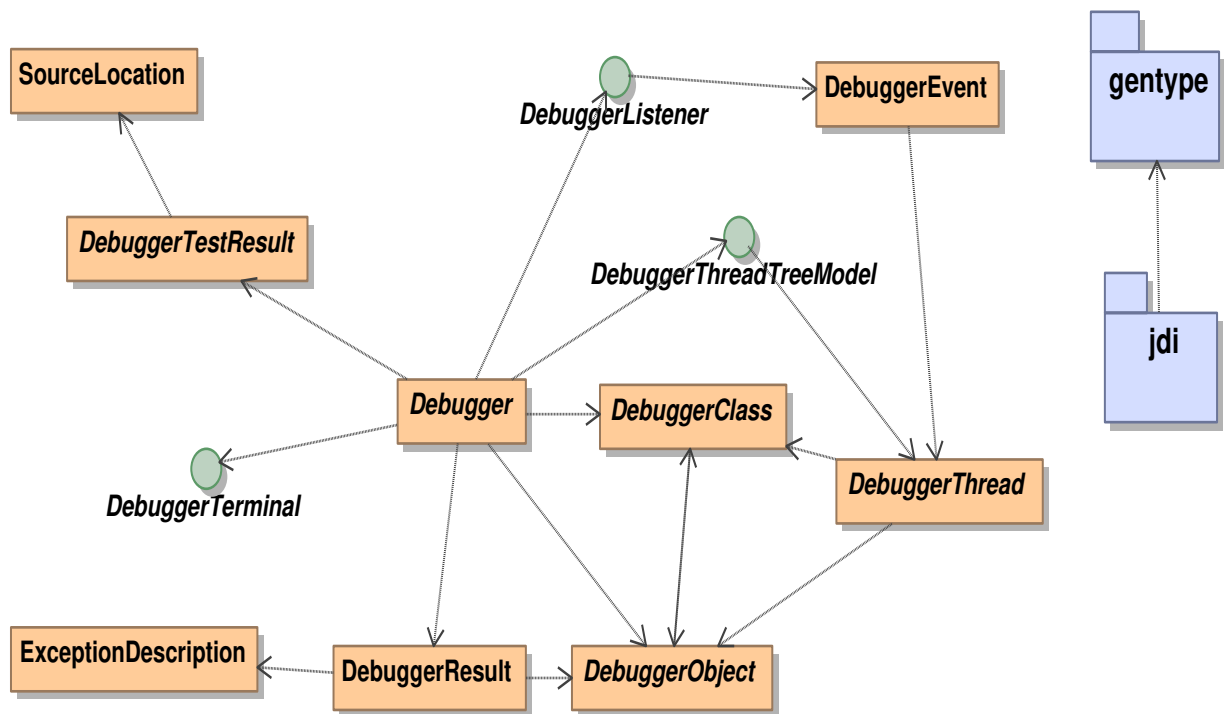 SourceLocation
DebuggerListener
DebuggerEvent
gentype
DebuggerTestResult
DebuggerThreadTreeModel
jdi
Debugger
DebuggerClass
DebuggerTerminal
DebuggerThread
ExceptionDescription
DebuggerResult
DebuggerObject